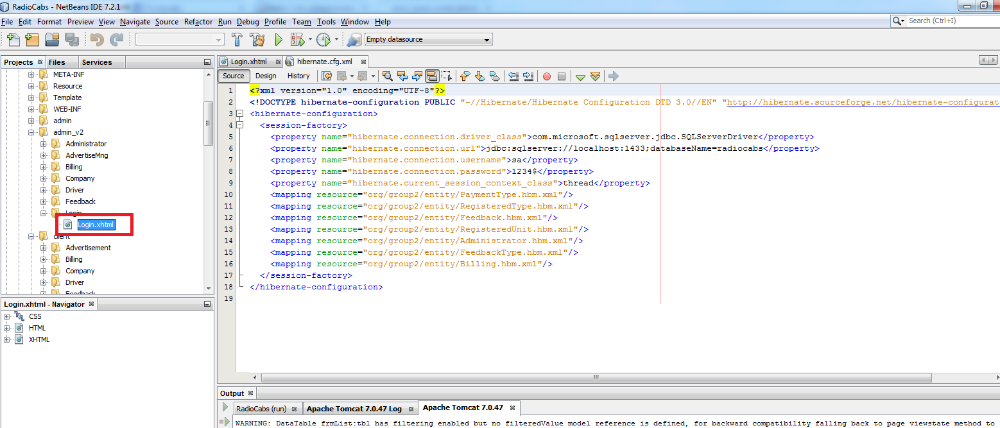 RadioCabs - NetBeans IDE 7.2.1
File Edit Format Preview View Navigate Source Refactor Run Debug Profile Team Tools Window Help
Search (Ctrl+I)
Empty datasource
Projects Files Services
META-INF
Resource
Template
WEB-INF
admin
admin_v2
Administrator
AdvertiseMng
Billing
Company
Driver
Feedback
Login
Login.xhtml
client
Advertisement
Billing
Company
Driver
Feedback
Login.xhtml - Navigator
CSS
HTML
XHTML
Login.xhtml hibernate.cfg.xml
Source Design History
1 <?xml version="1.0" encoding="UTF-8"?>
2 <!DOCTYPE hibernate-configuration PUBLIC "-//Hibernate/Hibernate Configuration DTD 3.0//EN" "http://hibernate.sourceforge.net/hibernate-configurat
3 <hibernate-configuration>
4 <session-factory>
5 <property name="hibernate.connection.driver_class">com.microsoft.sqlserver.jdbc.SQLServerDriver</property>
6 <property name="hibernate.connection.url">jdbc:sqlserver://localhost:1433;databaseName=radiocabs</property>
7 <property name="hibernate.connection.username">sa</property>
8 <property name="hibernate.connection.password">1234$</property>
9 <property name="hibernate.current_session_context_class">thread</property>
10 <mapping resource="org/group2/entity/PaymentType.hbm.xml"/>
11 <mapping resource="org/group2/entity/RegisteredType.hbm.xml"/>
12 <mapping resource="org/group2/entity/Feedback.hbm.xml"/>
13 <mapping resource="org/group2/entity/RegisteredUnit.hbm.xml"/>
14 <mapping resource="org/group2/entity/Administrator.hbm.xml"/>
15 <mapping resource="org/group2/entity/FeedbackType.hbm.xml"/>
16 <mapping resource="org/group2/entity/Billing.hbm.xml"/>
17 </session-factory>
18 </hibernate-configuration>
19
Output
RadioCabs (run) Apache Tomcat 7.0.47 Log Apache Tomcat 7.0.47
WARNING: DataTable frmList:tbl has filtering enabled but no filteredValue model reference is defined, for backward compatibility falling back to page viewstate method to